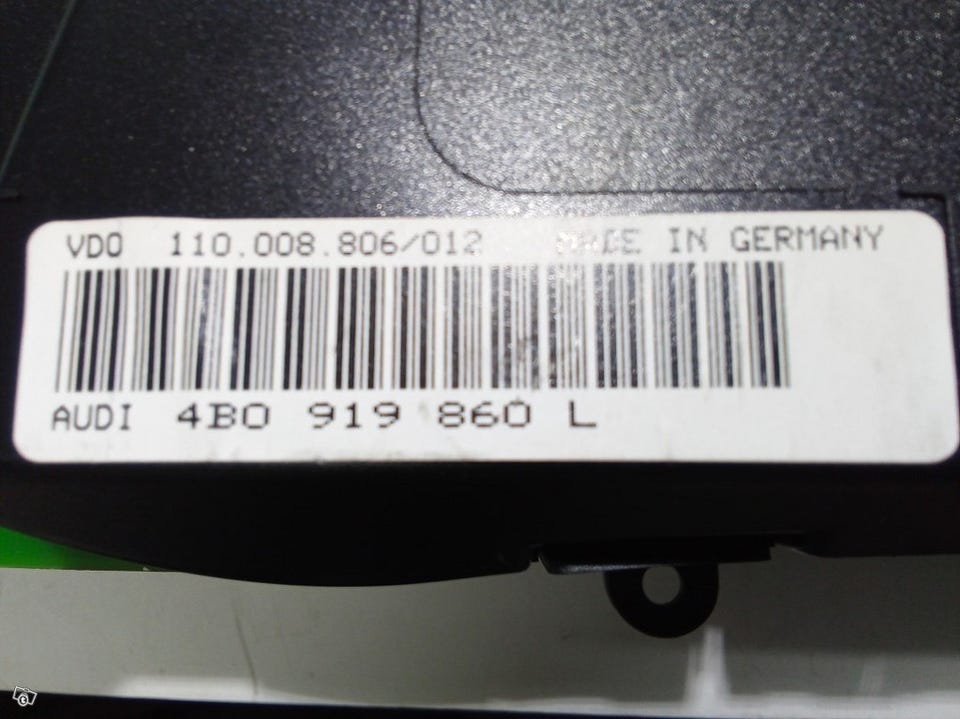 VDO 110.008.806/012 MADE IN GERMANY
AUDI 4B0 919 860 L